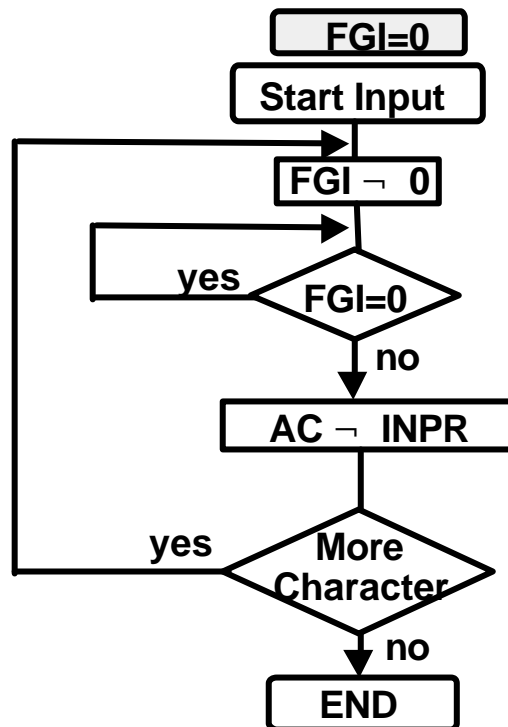 FGI=0
Start Input
FGI ¬ 0
yes
FGI=0
no
AC ¬ INPR
yes
More
Character
no
END